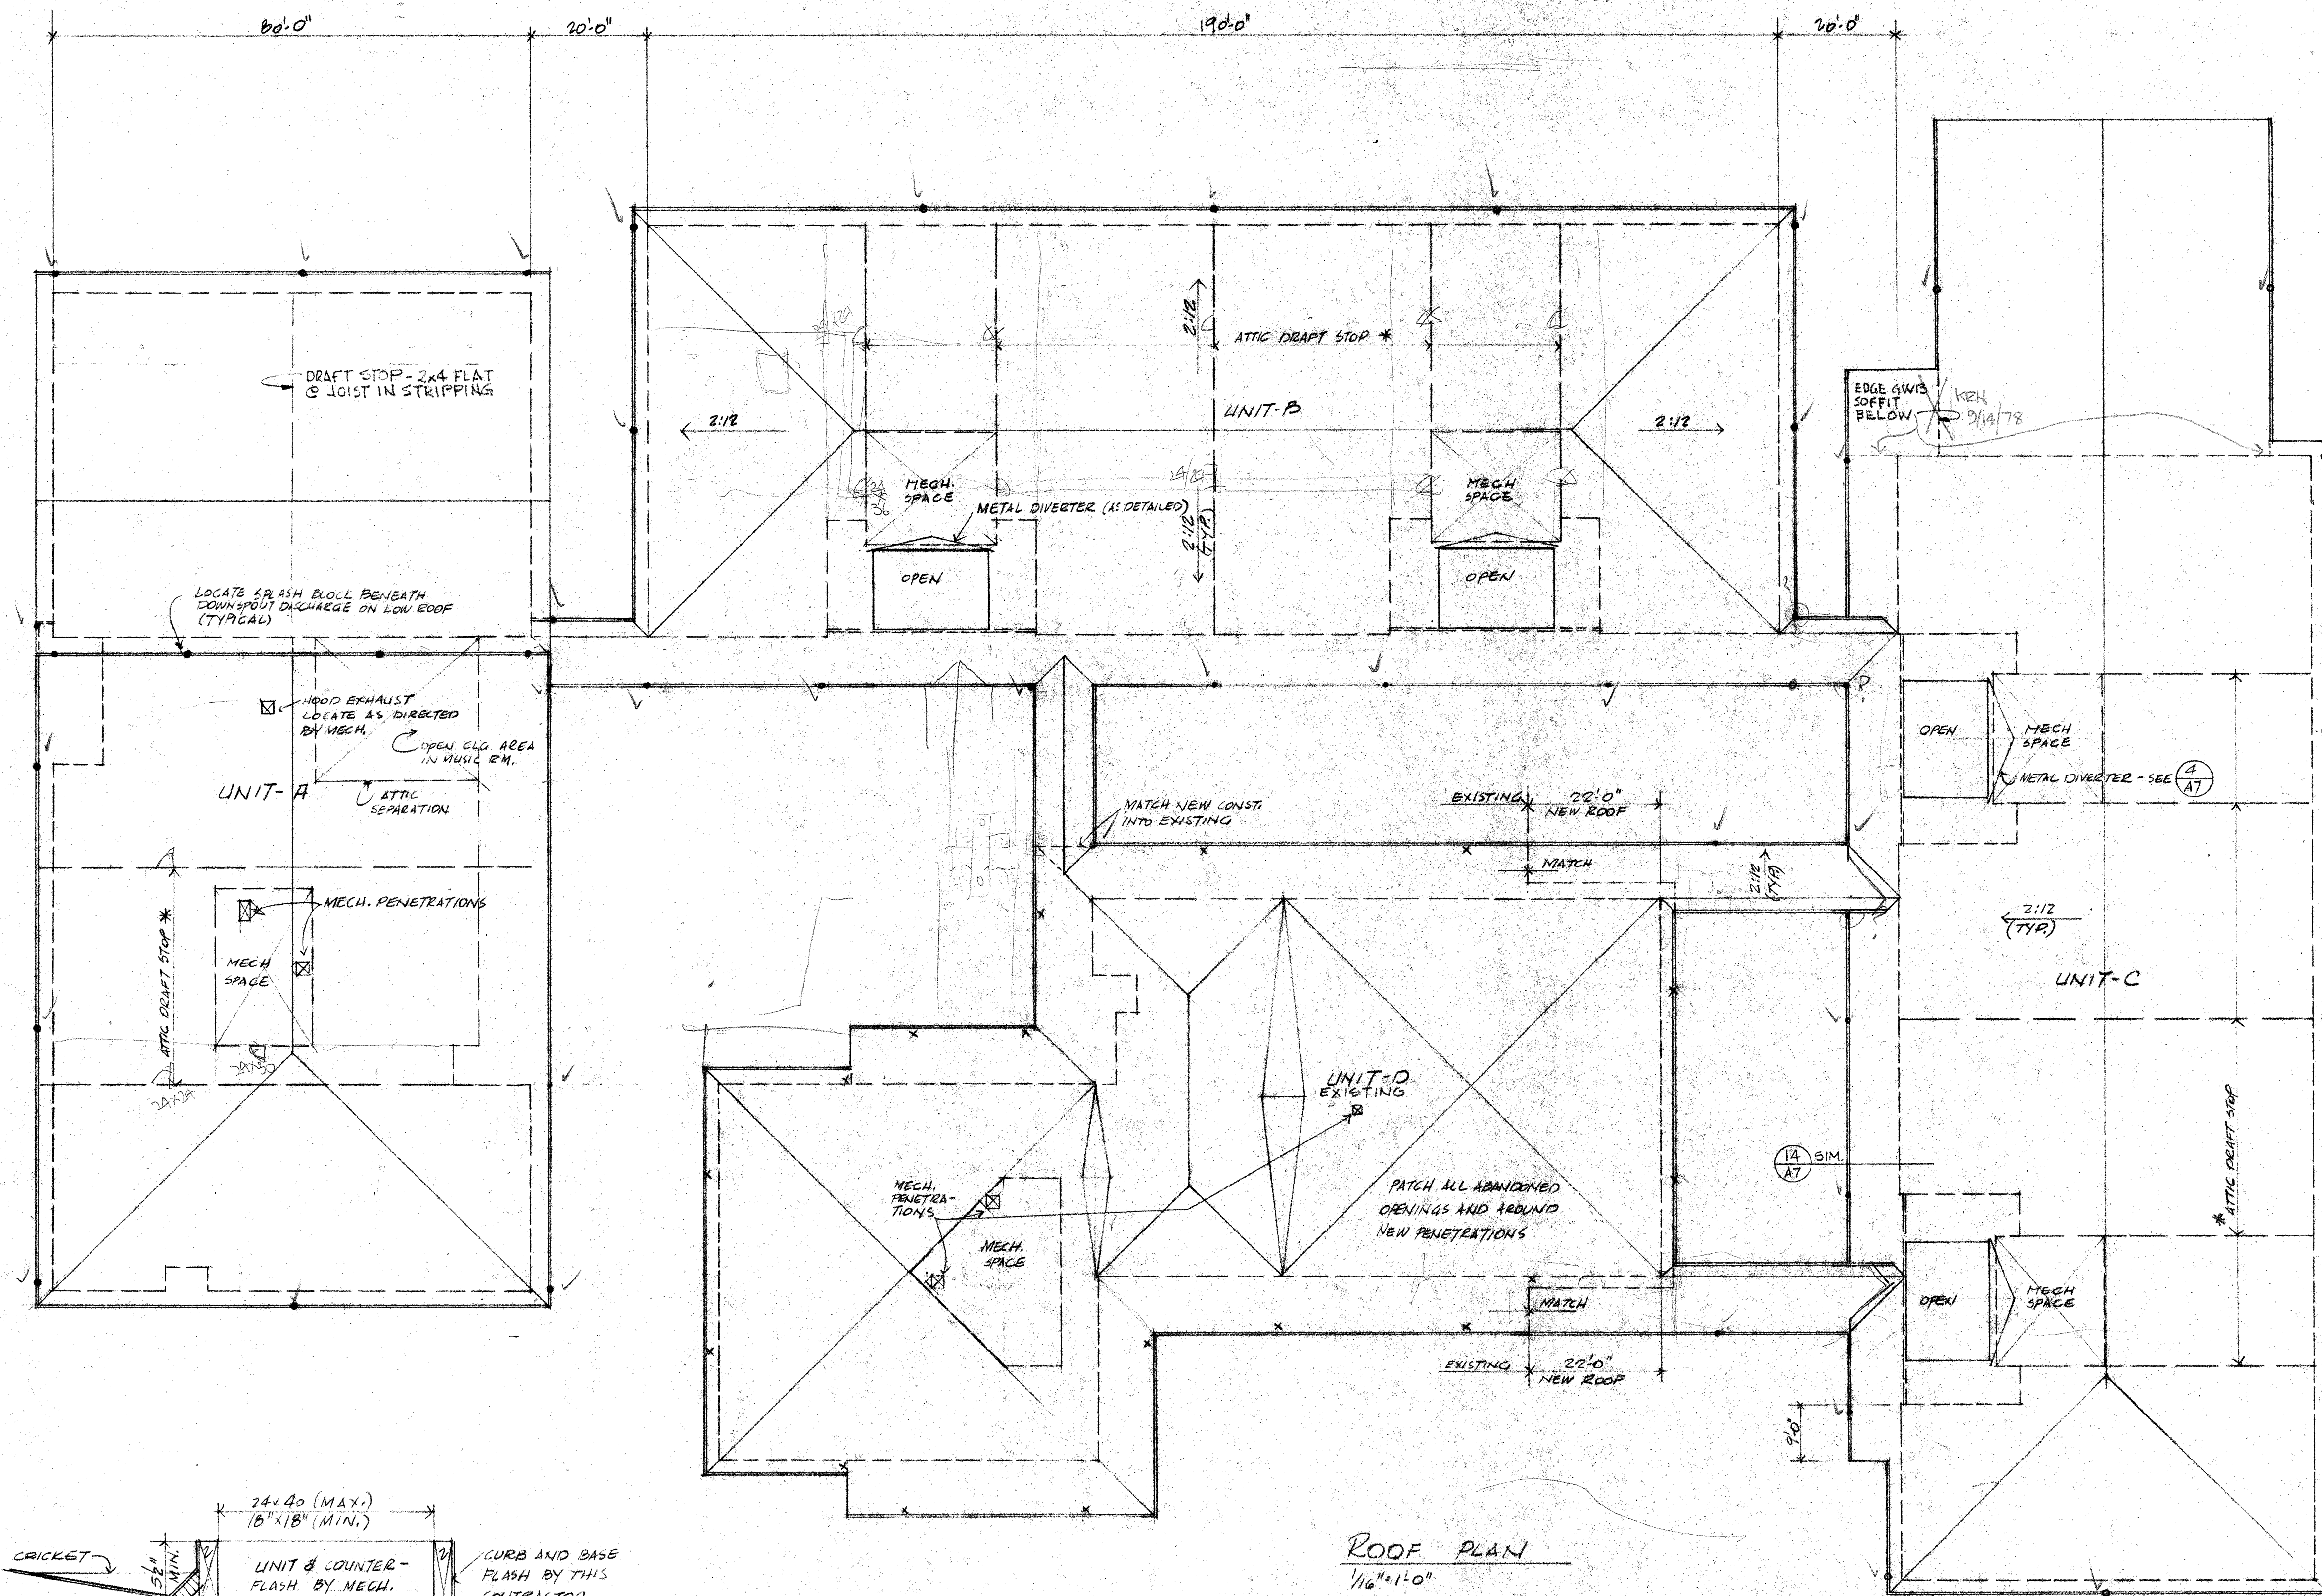 80'-0"
20'-0"
190'-0"
20'-0"
DRAFT STOP - 2x4 FLAT
@ JOIST IN STRIPPING
2:12
ATTIC DRAFT STOP *
UNIT-B
2:12
2:12
EDGE GWB
SOFFIT
BELOW
KRH
9/14/78
24
36
MECH.
SPACE
METAL DIVERTER (AS DETAILED)
2:12
(TYP.)
MECH
SPACE
OPEN
OPEN
LOCATE SPLASH BLOCK BENEATH
DOWNSPOUT DISCHARGE ON LOW ROOF
(TYPICAL)
HOOD EXHAUST
LOCATE AS DIRECTED
BY MECH.
OPEN CLG. AREA
IN MUSIC RM.
UNIT-A
ATTIC
SEPARATION
OPEN
MECH
SPACE
METAL DIVERTER - SEE 4
A7
MATCH NEW CONST.
INTO EXISTING
EXISTING
22'-0"
NEW ROOF
MATCH
2:12
(TYP)
MECH. PENETRATIONS
ATTIC DRAFT STOP *
MECH
SPACE
24x30
24x24
2:12
(TYP.)
UNIT-C
UNIT-D
EXISTING
MECH.
PENETRA-
TIONS
MECH.
SPACE
PATCH ALL ABANDONED
OPENINGS AND AROUND
NEW PENETRATIONS
14
A7
SIM.
* ATTIC DRAFT STOP
MATCH
EXISTING
22'-0"
NEW ROOF
OPEN
MECH
SPACE
9'-0"
24x40 (MAX.)
18"x18" (MIN.)
CRICKET
5½"
MIN.
UNIT & COUNTER-
FLASH BY MECH.
CURB AND BASE
FLASH BY THIS
CONTRACTOR
ROOF PLAN
1/16"=1'-0"